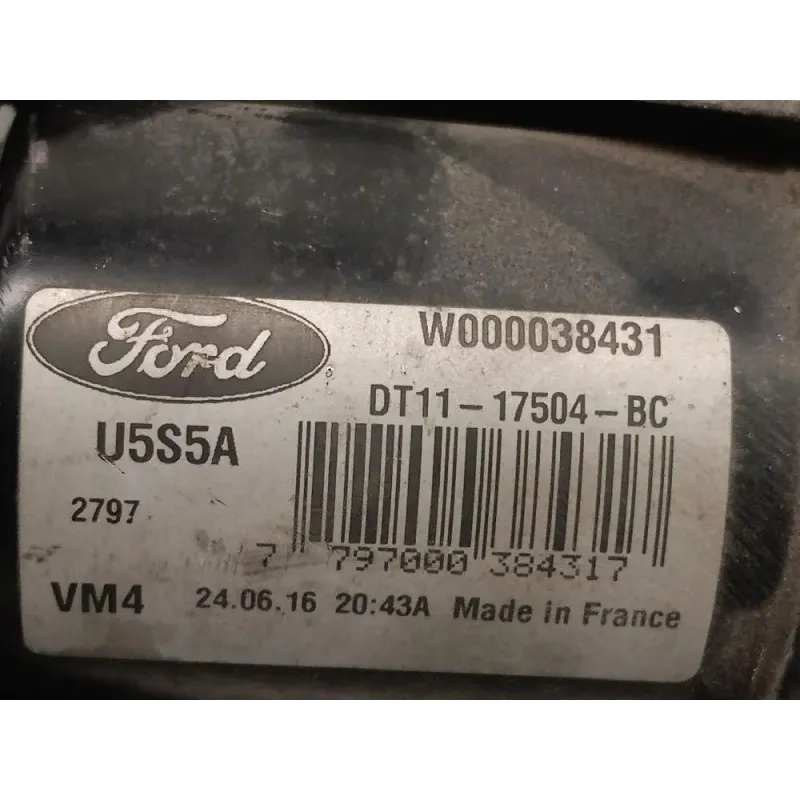 Ford
W000038431
DT11-17504-BC
U5S5A
2797
7 797000 384317
VM4 24.06.16 20:43A Made in France